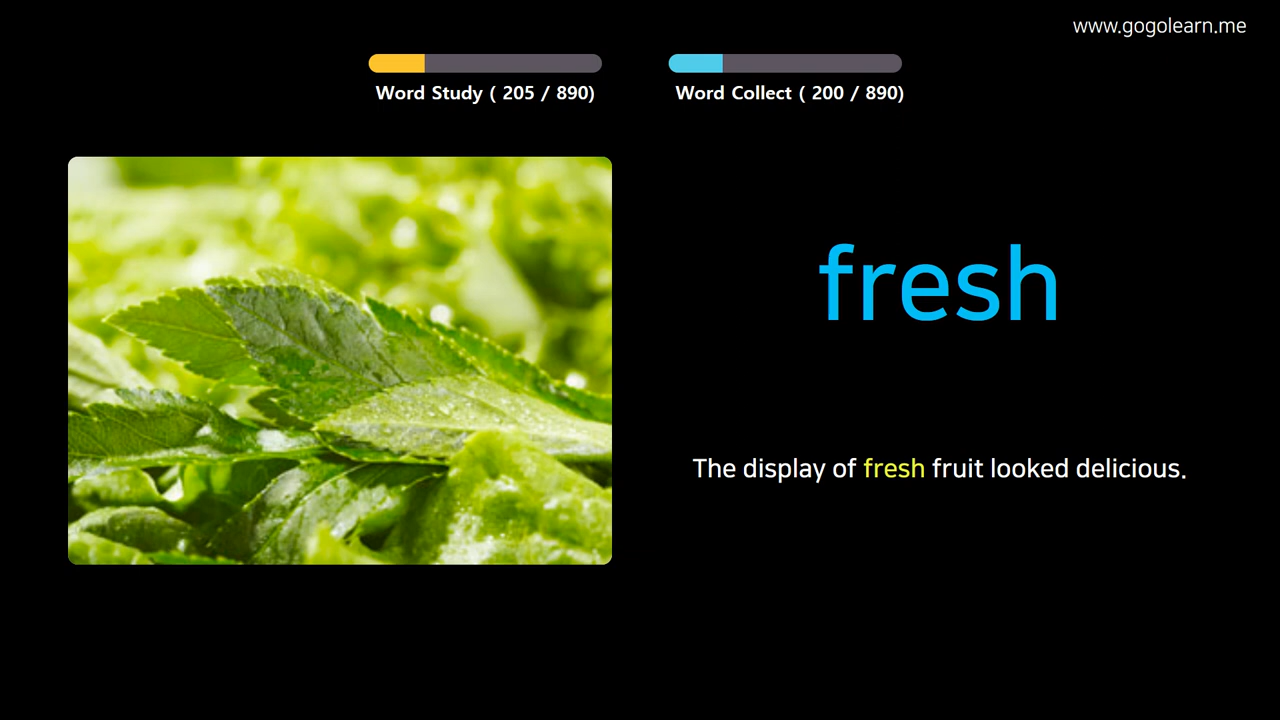 www.gogolearn.me
Word Study ( 205 / 890)
Word Collect ( 200 / 890)
fresh
The display of fresh fruit looked delicious.